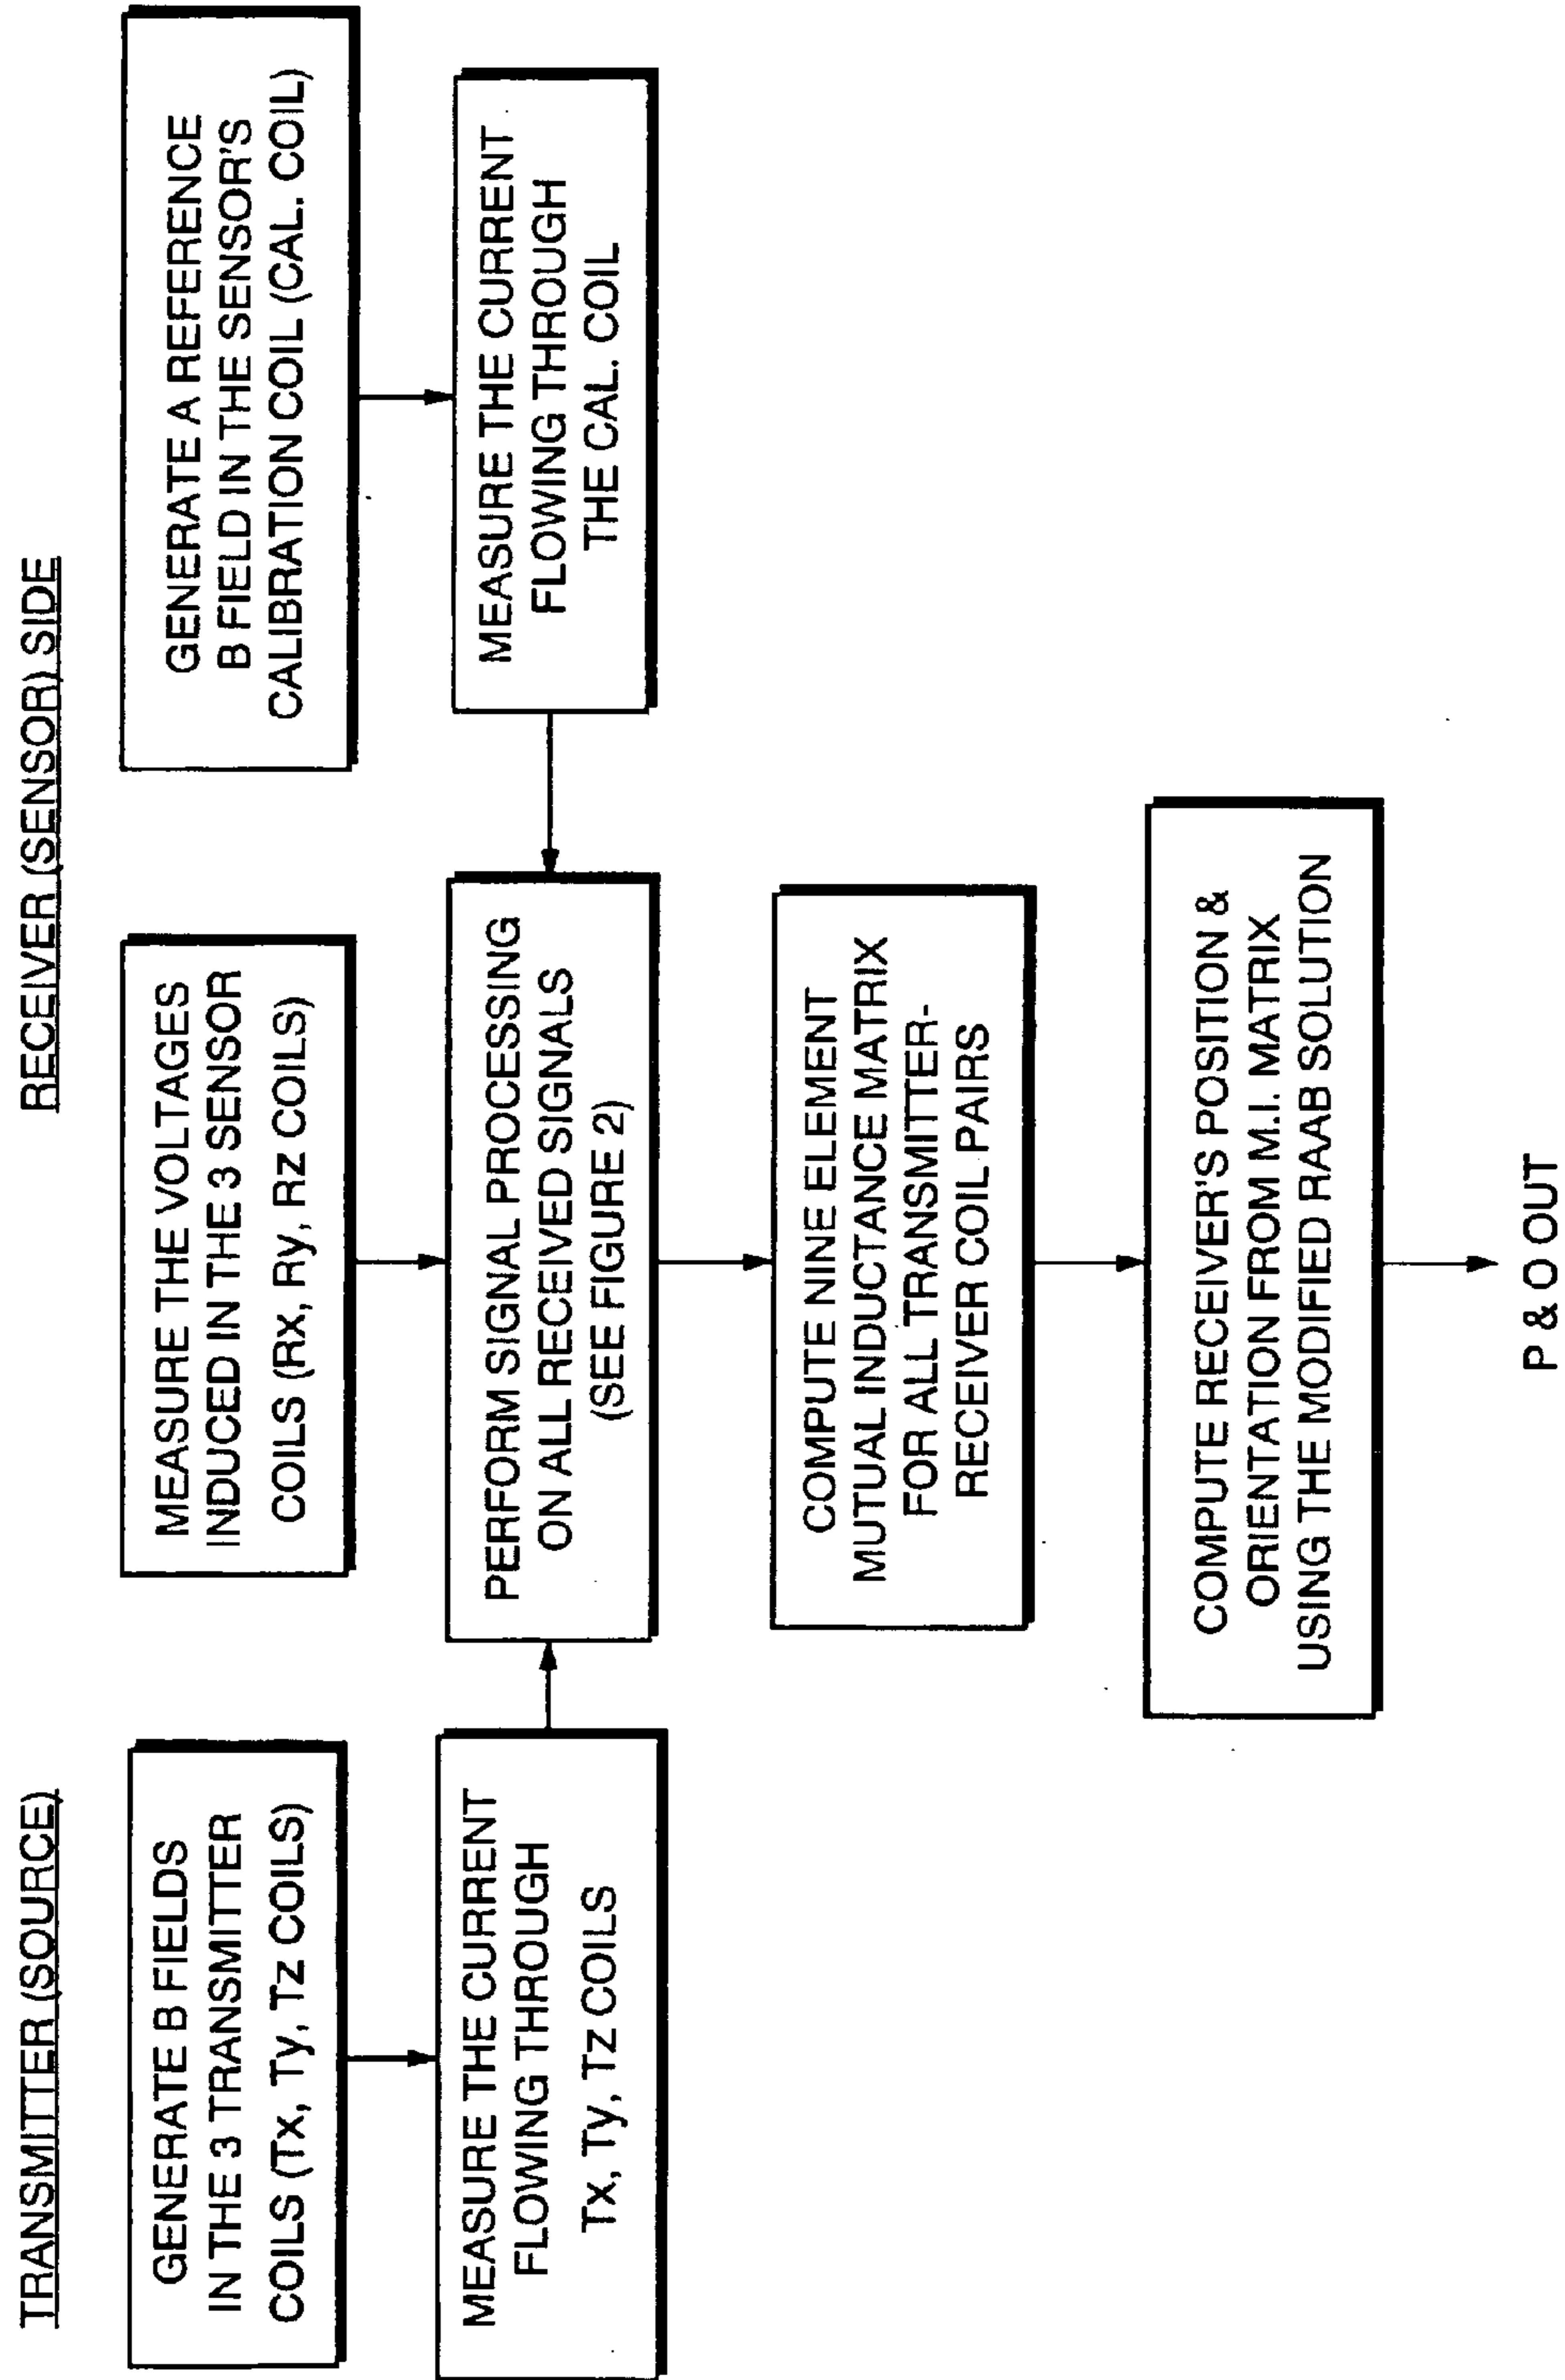 TRANSMITTER (SOURCE)
RECEIVER (SENSOR) SIDE
GENERATE B FIELDS
IN THE 3 TRANSMITTER
COILS (Tx, Ty, Tz COILS)
MEASURE THE CURRENT
FLOWING THROUGH
Tx, Ty, Tz COILS
MEASURE THE VOLTAGES
INDUCED IN THE 3 SENSOR
COILS (Rx, Ry, Rz COILS)
GENERATE A REFERENCE
B FIELD IN THE SENSOR'S
CALIBRATION COIL (CAL. COIL)
MEASURE THE CURRENT
FLOWING THROUGH
THE CAL. COIL
PERFORM SIGNAL PROCESSING
ON ALL RECEIVED SIGNALS
(SEE FIGURE 2)
COMPUTE NINE ELEMENT
MUTUAL INDUCTANCE MATRIX
FOR ALL TRANSMITTER-
RECEIVER COIL PAIRS
COMPUTE RECEIVER'S POSITION &
ORIENTATION FROM M.I. MATRIX
USING THE MODIFIED RAAB SOLUTION
P & O OUT